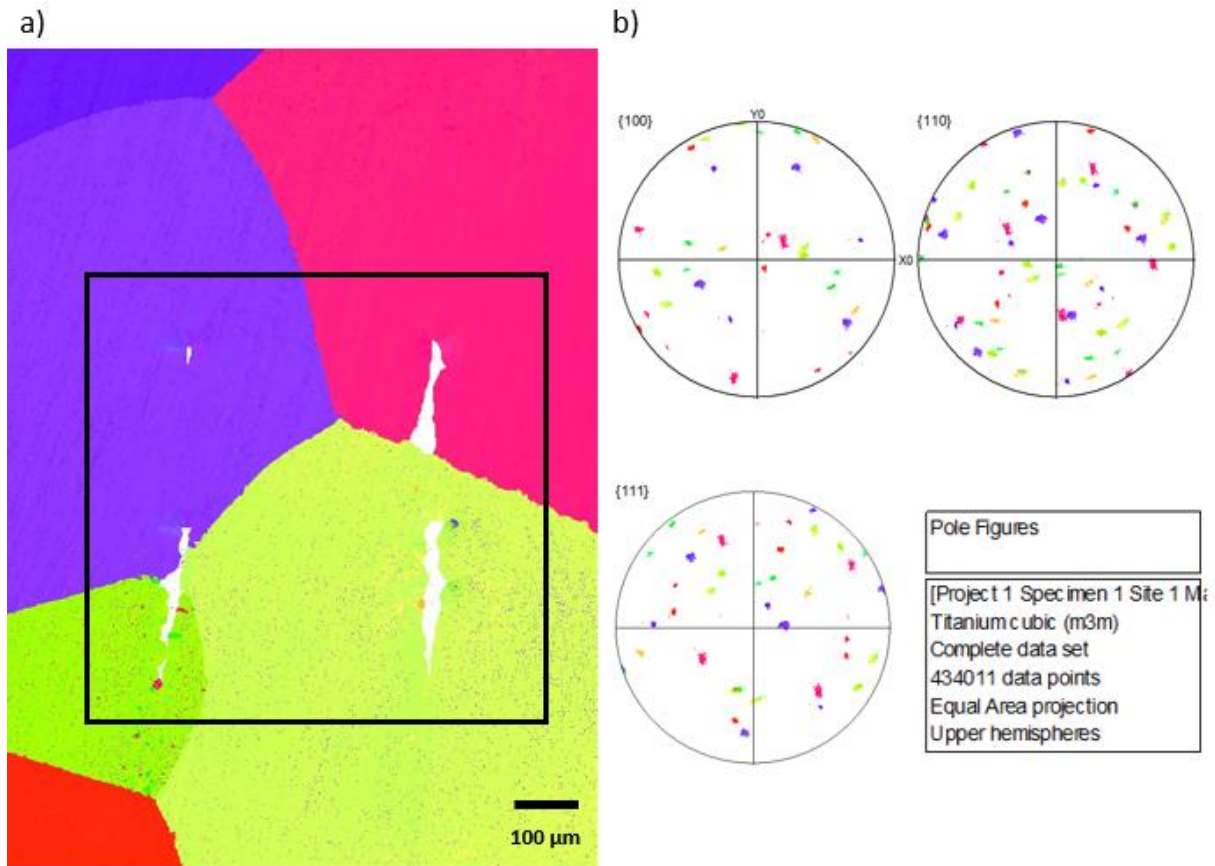 a)
b)
{100}
Y0
{110}
X0
{111}
100 µm
Pole Figures
[Project 1 Specimen 1 Site 1 Ma
Titanium cubic (m3m)
Complete data set
434011 data points
Equal Area projection
Upper hemispheres